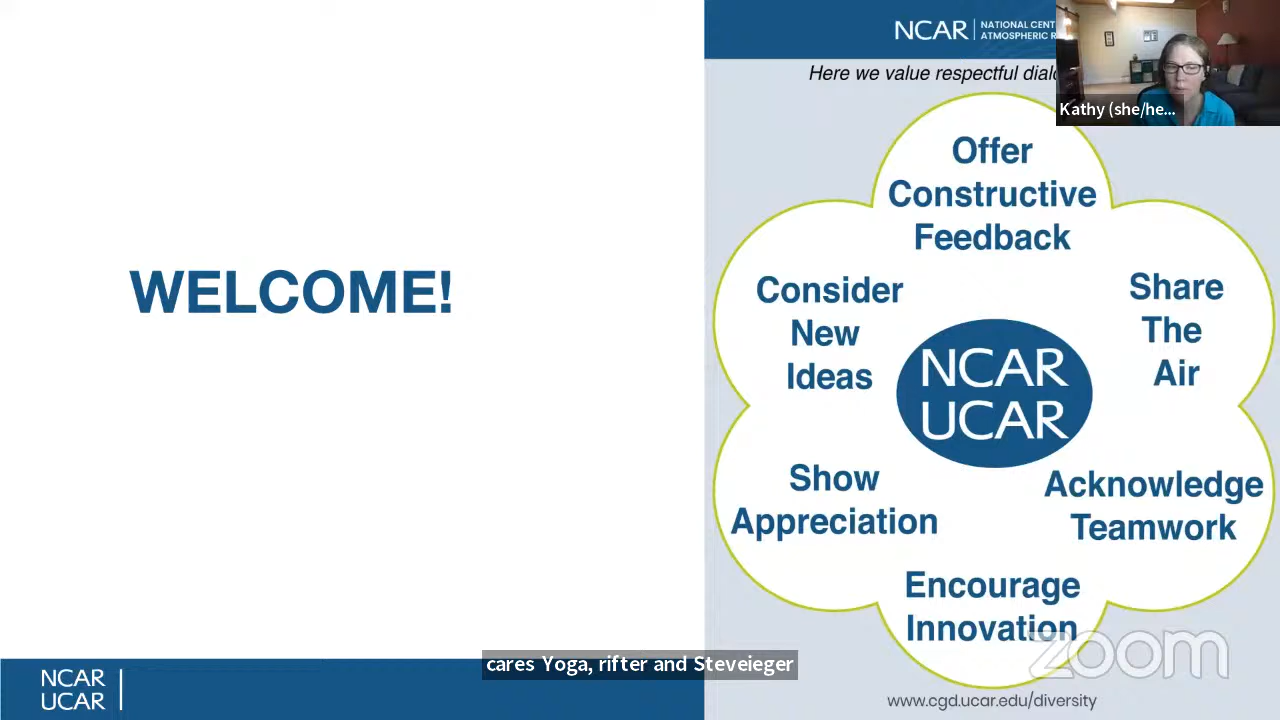 WELCOME!
NCAR
UCAR
NCAR
NATIONAL CENT
ATMOSPHERIC R
Here we value respectful dialo
Kathy (she/he...
Offer
Constructive
Feedback
Consider
New
Ideas
Share
The
Air
NCAR
UCAR
Show
Appreciation
Acknowledge
Teamwork
Encourage
Innovation
zoom
cares Yoga, rifter and Steveieger
www.cgd.ucar.edu/diversity